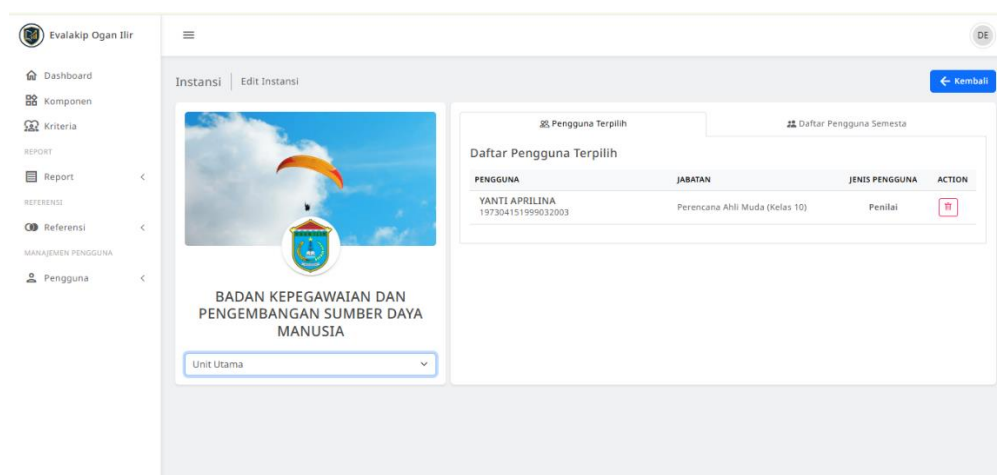 Evalakip Ogan Ilir
DE
Dashboard
Komponen
Kriteria
REPORT
Report
REFERENSI
Referensi
MANAJEMEN PENGGUNA
Pengguna
Instansi
Edit Instansi
Kembali
BADAN KEPEGAWAIAN DAN
PENGEMBANGAN SUMBER DAYA
MANUSIA
Unit Utama
Pengguna Terpilih
Daftar Pengguna Semesta
Daftar Pengguna Terpilih
PENGGUNA JABATAN JENIS PENGGUNA ACTION
YANTI APRILINA
197304151999032003
Perencana Ahli Muda (Kelas 10)
Penilai